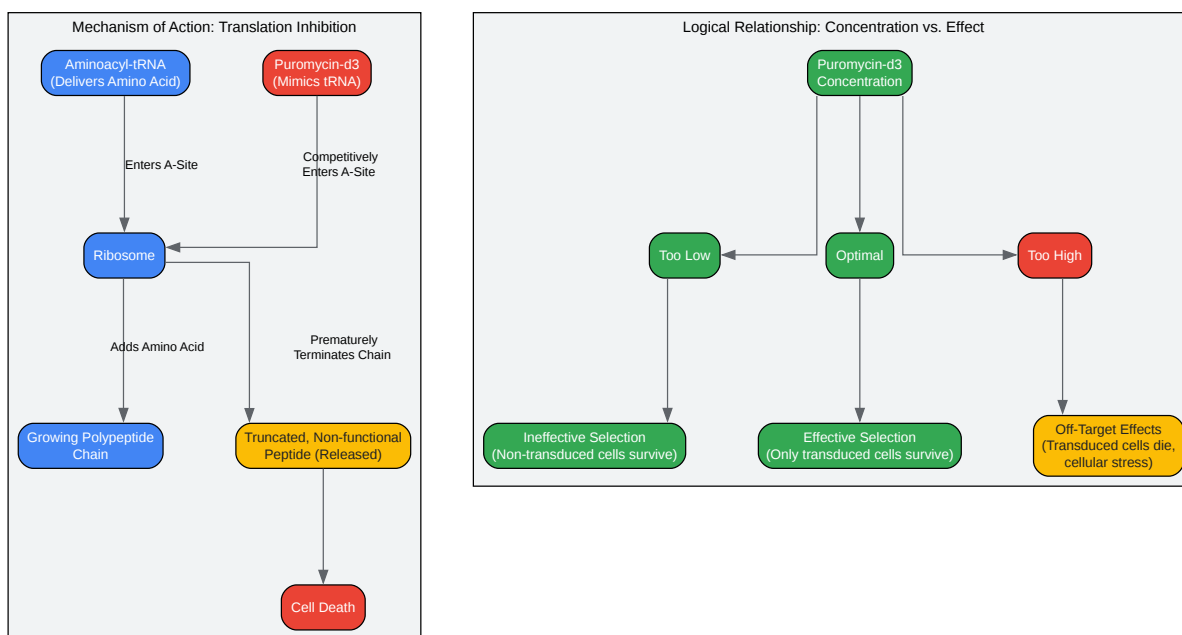 Mechanism of Action: Translation Inhibition
Aminoacyl-tRNA
(Delivers Amino Acid)
Puromycin-d3
(Mimics tRNA)
Enters A-Site
Competitively
Enters A-Site
Ribosome
Adds Amino Acid
Prematurely
Terminates Chain
Growing Polypeptide
Chain
Truncated, Non-functional
Peptide (Released)
Cell Death
Logical Relationship: Concentration vs. Effect
Puromycin-d3
Concentration
Too Low
Optimal
Too High
Ineffective Selection
(Non-transduced cells survive)
Effective Selection
(Only transduced cells survive)
Off-Target Effects
(Transduced cells die,
cellular stress)